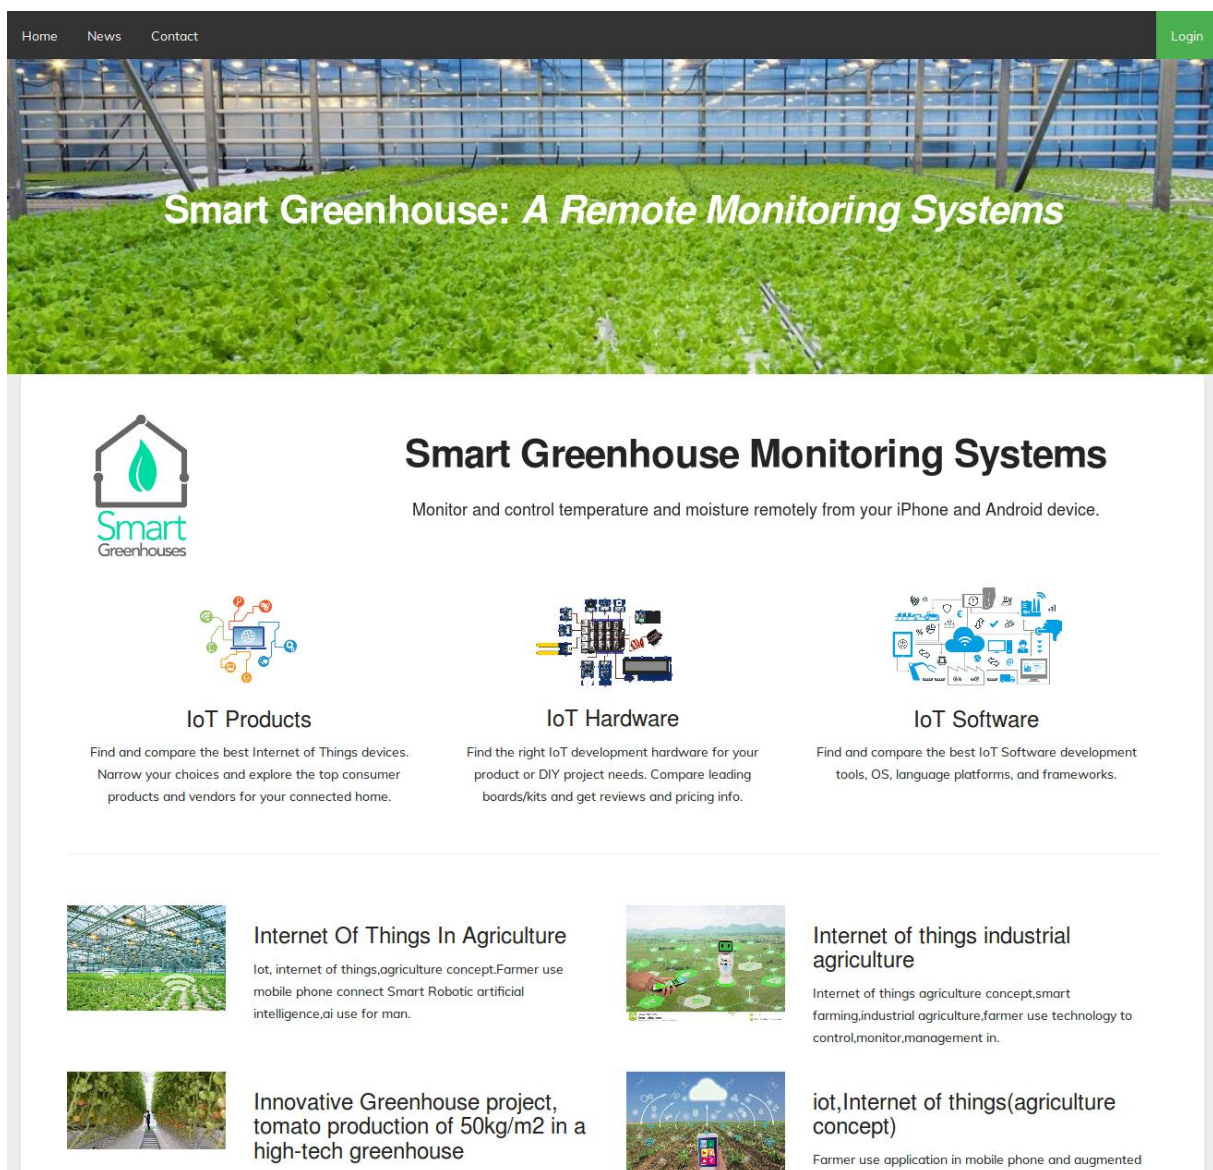 Home News Contact Login
Smart Greenhouse: A Remote Monitoring Systems
Smart
Greenhouses
Smart Greenhouse Monitoring Systems
Monitor and control temperature and moisture remotely from your iPhone and Android device.
IoT Products
Find and compare the best Internet of Things devices.
Narrow your choices and explore the top consumer
products and vendors for your connected home.
IoT Hardware
Find the right IoT development hardware for your
product or DIY project needs. Compare leading
boards/kits and get reviews and pricing info.
IoT Software
Find and compare the best IoT Software development
tools, OS, language platforms, and frameworks.
Internet Of Things In Agriculture
Iot, internet of things,agriculture concept.Farmer use
mobile phone connect Smart Robotic artificial
intelligence,ai use for man.
Internet of things industrial
agriculture
Internet of things agriculture concept,smart
farming,industrial agriculture,farmer use technology to
control,monitor,management in.
Innovative Greenhouse project,
tomato production of 50kg/m2 in a
high-tech greenhouse
iot,Internet of things(agriculture
concept)
Farmer use application in mobile phone and augmented